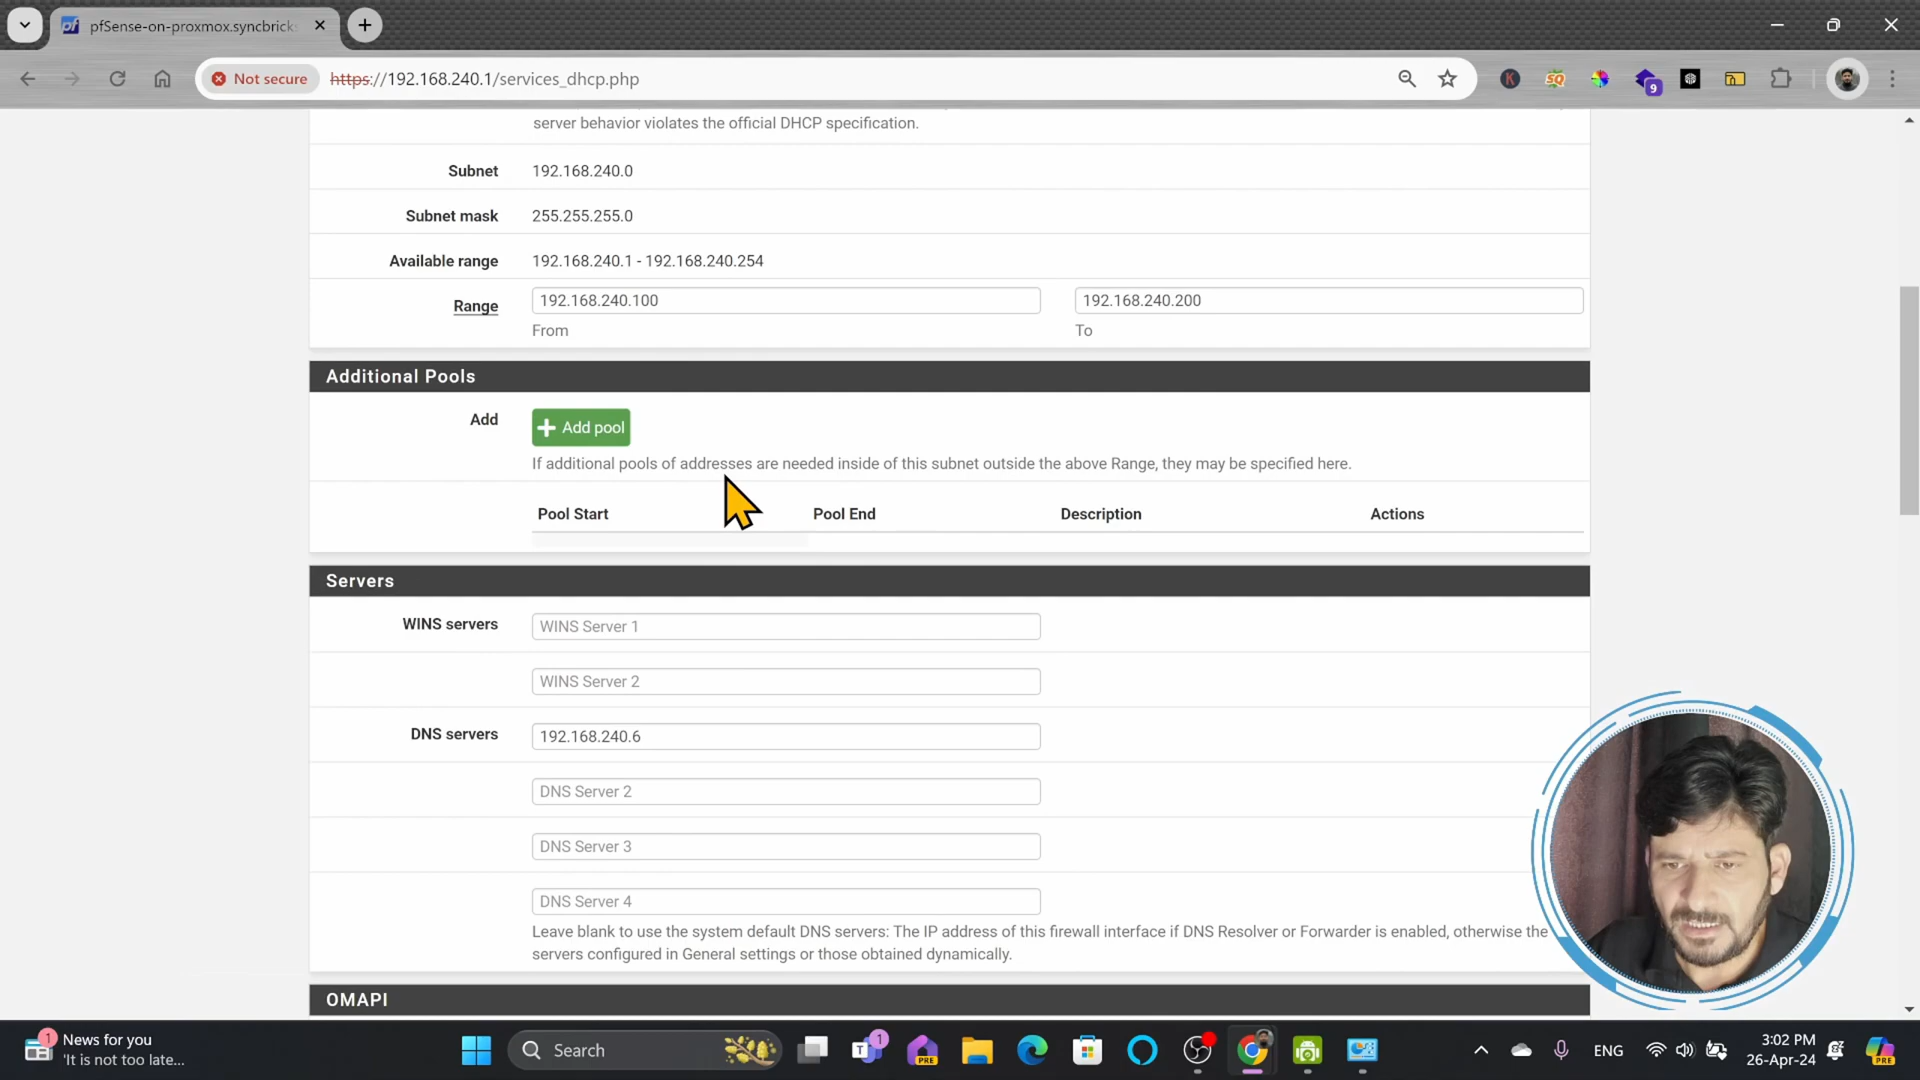 pfSense-on-proxmox.syncbricks
Not secure
https://192.168.240.1/services_dhcp.php
9
server behavior violates the official DHCP specification.
Subnet 192.168.240.0
Subnet mask 255.255.255.0
Available range 192.168.240.1 - 192.168.240.254
Range 192.168.240.100 192.168.240.200
From To
Additional Pools
Add Add pool
If additional pools of addresses are needed inside of this subnet outside the above Range, they may be specified here.
Pool Start Pool End Description Actions
Servers
WINS servers WINS Server 1
WINS Server 2
DNS servers 192.168.240.6
DNS Server 2
DNS Server 3
DNS Server 4
Leave blank to use the system default DNS servers: The IP address of this firewall interface if DNS Resolver or Forwarder is enabled, otherwise the
servers configured in General settings or those obtained dynamically.
OMAPI
1 News for you
'It is not too late...
Search
1
PRE
ENG
3:02 PM
26-Apr-24
PRE